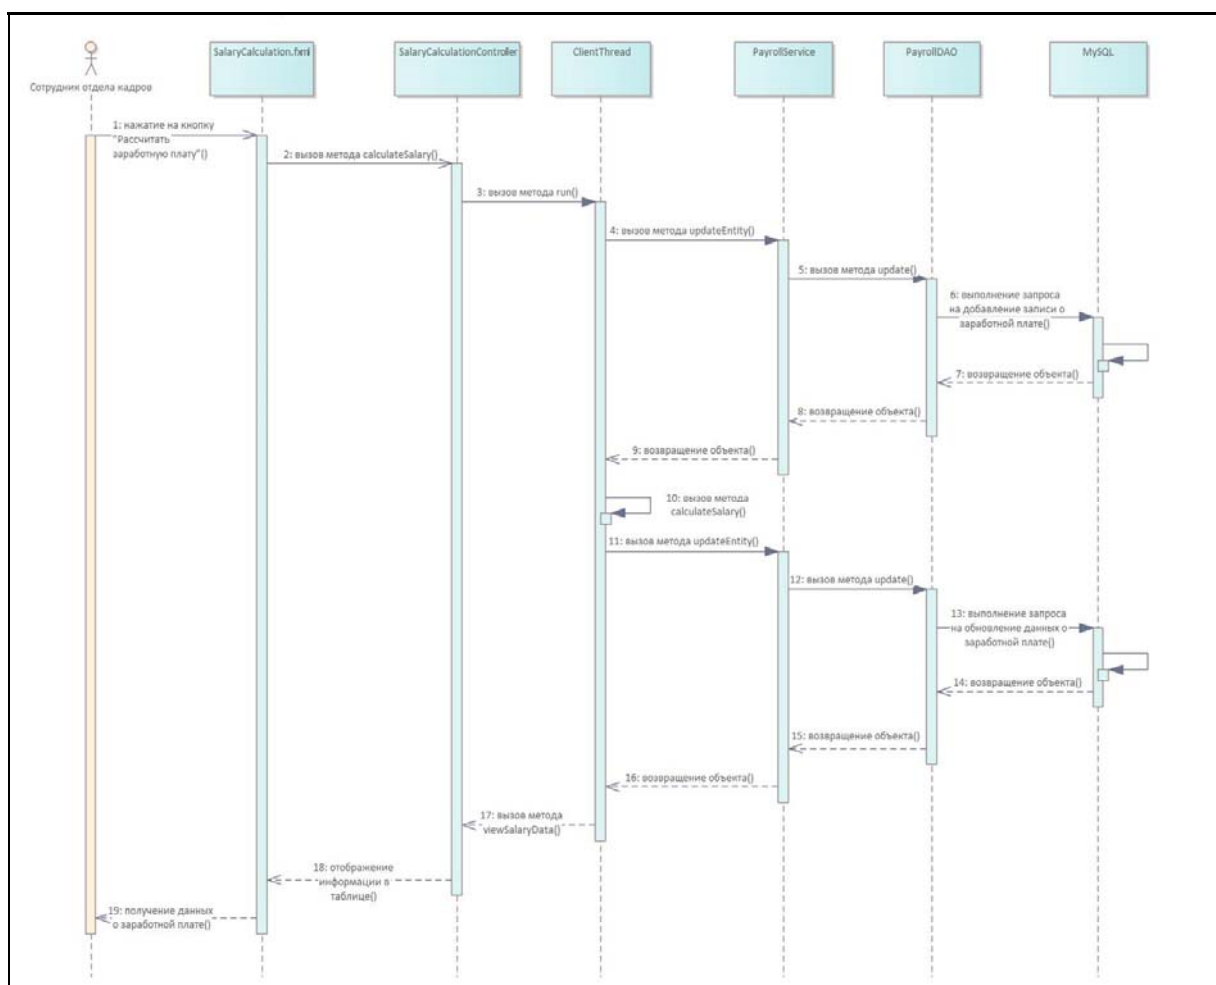 SalaryCalculation.fxml
SalaryCalculationController
ClientThread
PayrollService
PayrollDAO
MySQL
Сотрудник отдела кадров
1: нажатие на кнопку
"Рассчитать
заработную плату"()
2: вызов метода calculateSalary()
3: вызов метода run()
4: вызов метода updateEntity()
5: вызов метода update()
6: выполнение запроса
на добавление записи о
заработной плате()
7: возвращение объекта()
8: возвращение объекта()
9: возвращение объекта()
10: вызов метода
calculateSalary()
11: вызов метода updateEntity()
12: вызов метода update()
13: выполнение запроса
на обновление данных о
заработной плате()
14: возвращение объекта()
15: возвращение объекта()
16: возвращение объекта()
17: вызов метода
viewSalaryData()
18: отображение
информации в
таблице()
19: получение данных
о заработной плате()